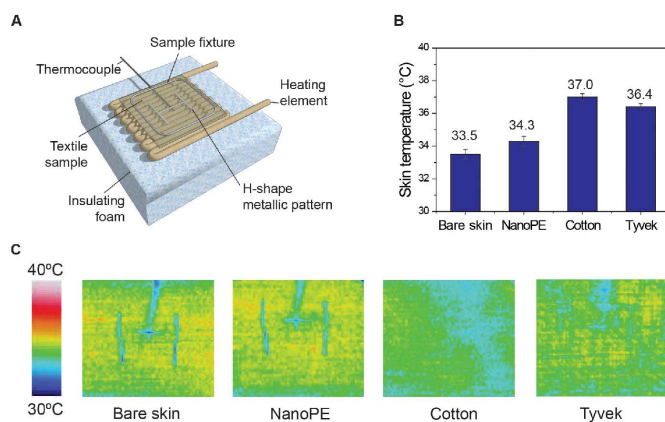 A
Sample fixture
Thermocouple
Heating
element
Textile
sample
Insulating
foam
H-shape
metallic pattern
B
Skin temperature (°C)
40
38
36
34
32
30
33.5
34.3
37.0
36.4
Bare skin
NanoPE
Cotton
Tyvek
C
40ºC
30ºC
Bare skin
NanoPE
Cotton
Tyvek